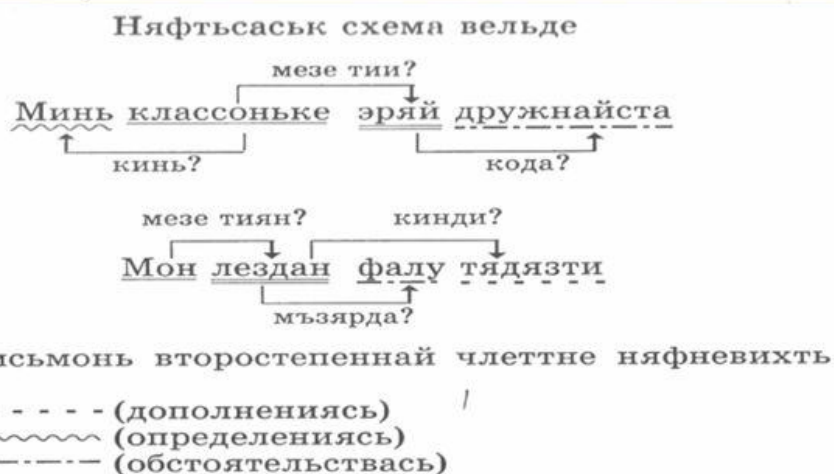 Няфтьсаськ схема вельде
мезе тии?
Минь классоньке эряй дружнайста
кинь? кода?
мезе тиян? кинди?
Мон лездан фалу тядязти
мъзярда?
исьмонь второстепеннай члеттне няфневихть
(дополнениясь)
(определениясь)
(обстоятельствась)